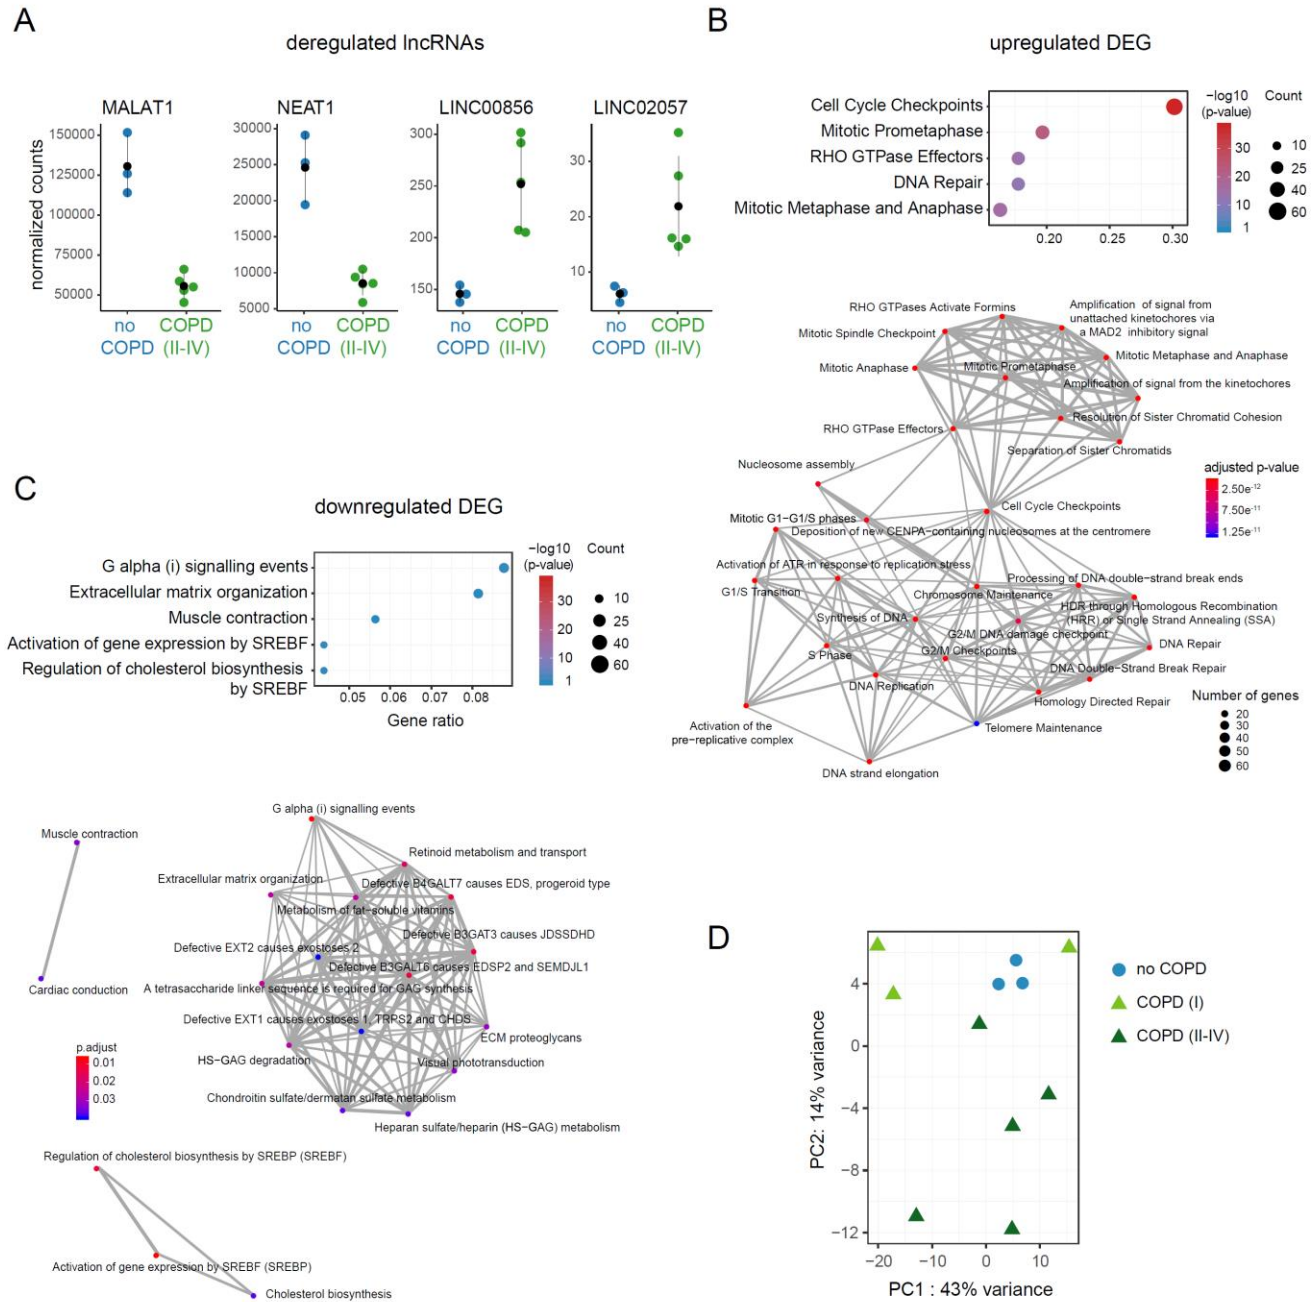 A
deregulated lncRNAs
MALAT1
NEAT1
LINC00856
LINC02057
normalized counts
150000
125000
100000
75000
50000
30000
25000
20000
15000
10000
5000
300
250
200
150
30
20
10
no COPD
COPD (II-IV)
no COPD
COPD (II-IV)
no COPD
COPD (II-IV)
no COPD
COPD (II-IV)
B
upregulated DEG
Cell Cycle Checkpoints
Mitotic Prometaphase
RHO GTPase Effectors
DNA Repair
Mitotic Metaphase and Anaphase
0.20
0.25
0.30
−log10
(p-value)
30
20
10
1
Count
10
25
40
60
RHO GTPases Activate Formins
Amplification of signal from
unattached kinetochores via
a MAD2 inhibitory signal
Mitotic Spindle Checkpoint
Mitotic Metaphase and Anaphase
Mitotic Anaphase
Mitotic Prometaphase
Amplification of signal from the kinetochores
Resolution of Sister Chromatid Cohesion
RHO GTPase Effectors
Separation of Sister Chromatids
Nucleosome assembly
Cell Cycle Checkpoints
Mitotic G1−G1/S phases
Deposition of new CENPA−containing nucleosomes at the centromere
Activation of ATR in response to replication stress
Processing of DNA double−strand break ends
G1/S Transition
Chromosome Maintenance
HDR through Homologous Recombination
(HRR) or Single Strand Annealing (SSA)
Synthesis of DNA
G2/M DNA damage checkpoint
DNA Repair
S Phase
G2/M Checkpoints
DNA Double−Strand Break Repair
DNA Replication
Homology Directed Repair
Activation of the
pre−replicative complex
Telomere Maintenance
DNA strand elongation
adjusted p-value
2.50e-12
7.50e-11
1.25e-11
Number of genes
20
30
40
50
60
C
downregulated DEG
G alpha (i) signalling events
Extracellular matrix organization
Muscle contraction
Activation of gene expression by SREBF
Regulation of cholesterol biosynthesis
by SREBF
0.05
0.06
0.07
0.08
Gene ratio
−log10
(p-value)
30
20
10
1
Count
10
25
40
60
G alpha (i) signalling events
Muscle contraction
Retinoid metabolism and transport
Extracellular matrix organization
Defective B4GALT7 causes EDS, progeroid type
Metabolism of fat−soluble vitamins
Defective B3GAT3 causes JDSSDHD
Defective EXT2 causes exostoses 2
Defective B3GALT6 causes EDSP2 and SEMDJL1
Cardiac conduction
A tetrasaccharide linker sequence is required for GAG synthesis
Defective EXT1 causes exostoses 1, TRPS2 and CHDS
ECM proteoglycans
HS−GAG degradation
Visual phototransduction
Chondroitin sulfate/dermatan sulfate metabolism
Heparan sulfate/heparin (HS−GAG) metabolism
p.adjust
0.01
0.02
0.03
Regulation of cholesterol biosynthesis by SREBP (SREBF)
Activation of gene expression by SREBF (SREBP)
Cholesterol biosynthesis
D
PC2: 14% variance
4
0
−4
−8
−12
−20
−10
0
10
PC1 : 43% variance
no COPD
COPD (I)
COPD (II-IV)